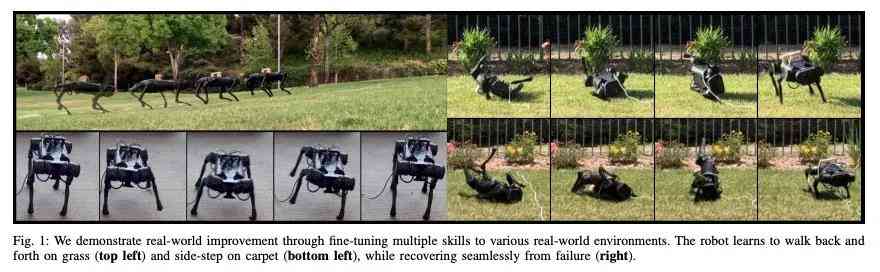 Fig. 1: We demonstrate real-world improvement through fine-tuning multiple skills to various real-world environments. The robot learns to walk back and
forth on grass (top left) and side-step on carpet (bottom left), while recovering seamlessly from failure (right).